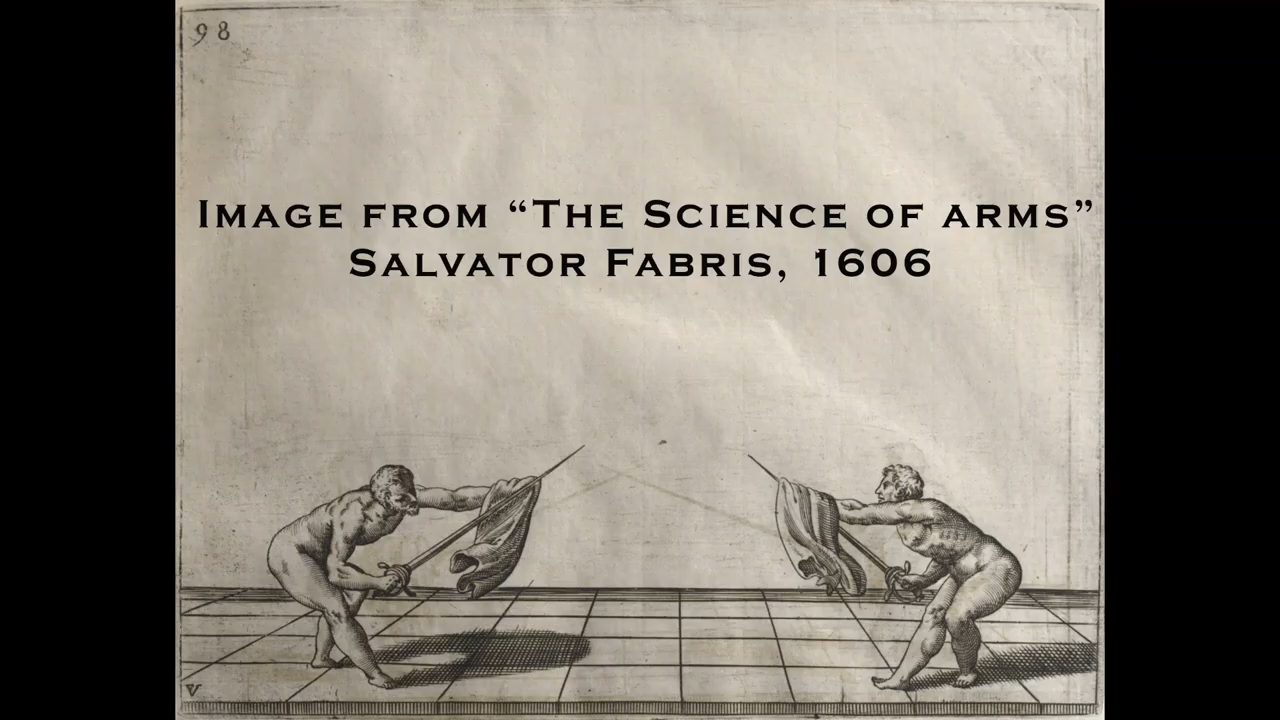 98
Image from “The Science of arms”
Salvator Fabris, 1606
V